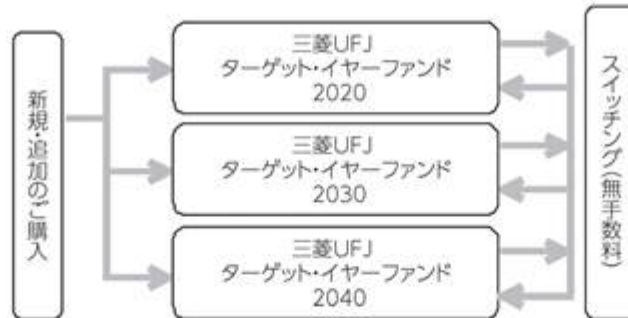 新規・追加のご購入
三菱UFJ
ターゲット・イヤーファンド
2020
三菱UFJ
ターゲット・イヤーファンド
2030
三菱UFJ
ターゲット・イヤーファンド
2040
スイッチング(無手数料)